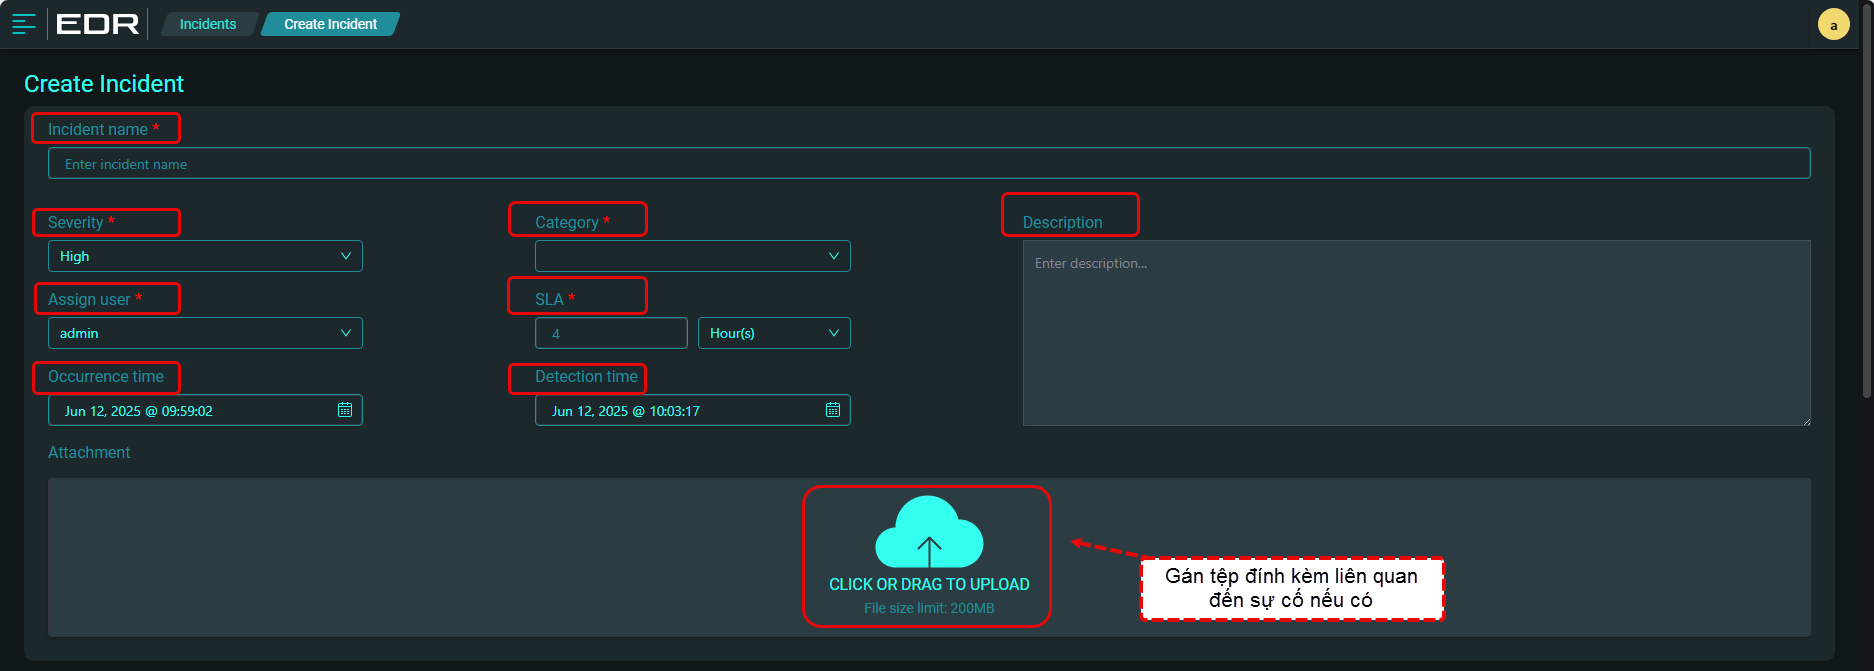 EDR
Incidents
Create Incident
a
Create Incident
Incident name *
Enter incident name
Severity *
High
Category *
Description
Enter description...
Assign user *
admin
SLA *
4
Hour(s)
Occurrence time
Jun 12, 2025 @ 09:59:02
Detection time
Jun 12, 2025 @ 10:03:17
Attachment
CLICK OR DRAG TO UPLOAD
File size limit: 200MB
Gán tệp đính kèm liên quan
đến sự cố nếu có